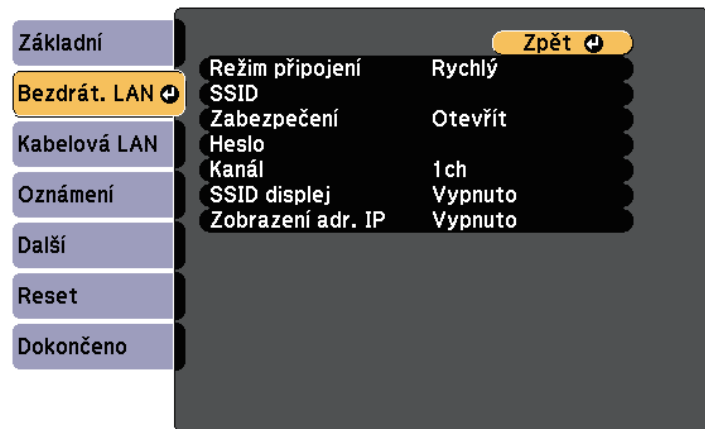 Základní
Bezdrát. LAN
Kabelová LAN
Oznámení
Další
Reset
Dokončeno
Zpět
Režim připojení Rychlý
SSID
Zabezpečení Otevřít
Heslo
Kanál 1ch
SSID displej Vypnuto
Zobrazení adr. IP Vypnuto